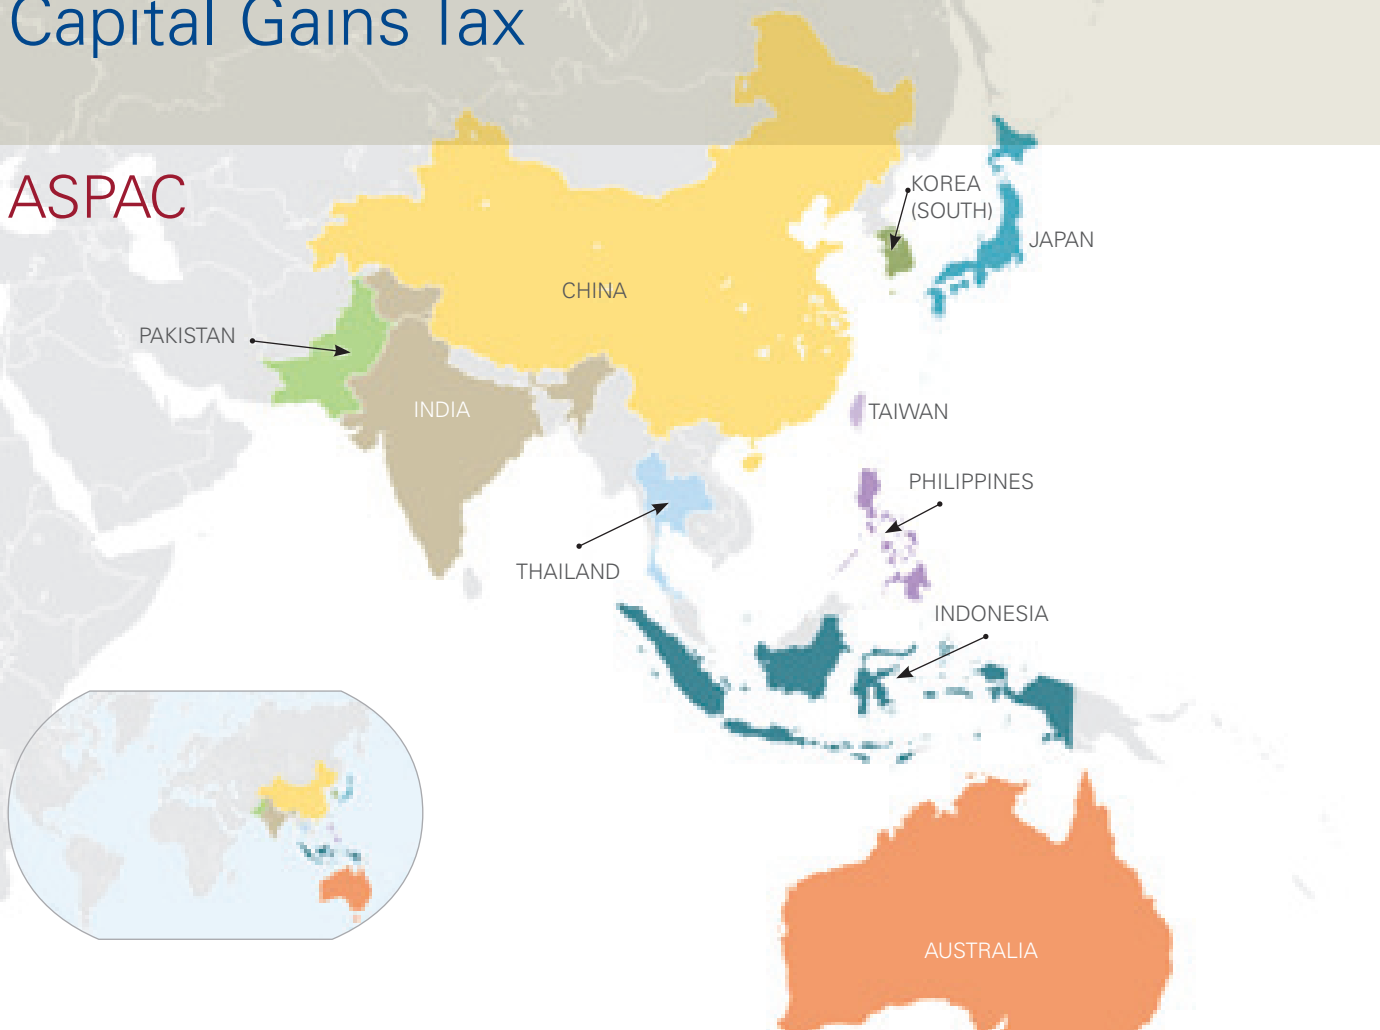 Capital Gains Tax
ASPAC
KOREA
(SOUTH)
JAPAN
CHINA
PAKISTAN
INDIA
TAIWAN
PHILIPPINES
THAILAND
INDONESIA
AUSTRALIA